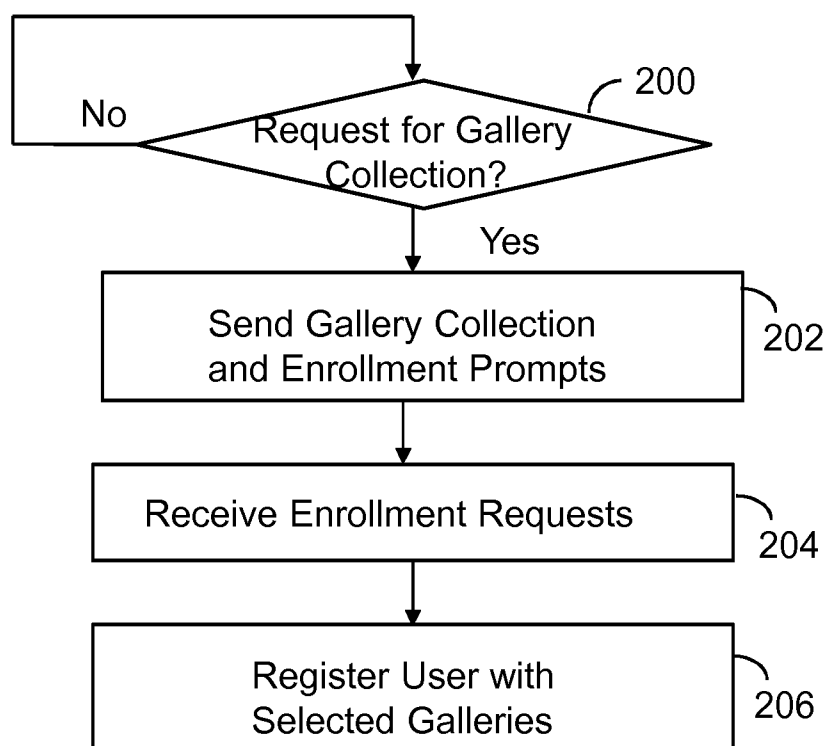 200
No
Request for Gallery
Collection?
Yes
Send Gallery Collection
and Enrollment Prompts
202
Receive Enrollment Requests
204
Register User with
Selected Galleries
206